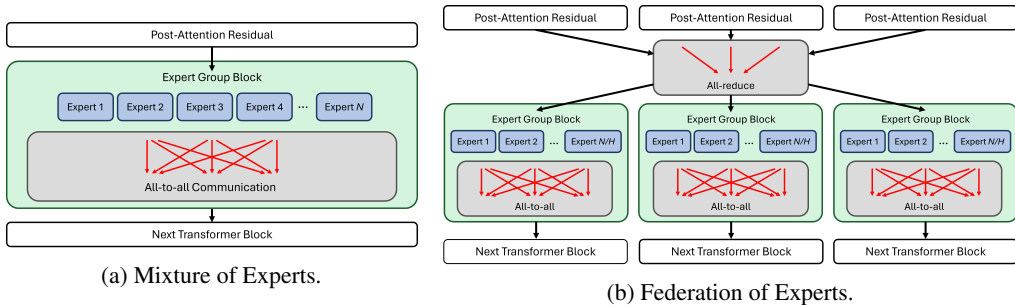 Post-Attention Residual
Expert Group Block
Expert 1 Expert 2 Expert 3 Expert 4 ... Expert N
All-to-all Communication
Next Transformer Block
(a) Mixture of Experts.
Post-Attention Residual Post-Attention Residual Post-Attention Residual
All-reduce
Expert Group Block Expert Group Block Expert Group Block
Expert 1 Expert 2 ... Expert N/H Expert 1 Expert 2 ... Expert N/H Expert 1 Expert 2 ... Expert N/H
All-to-all All-to-all All-to-all
Next Transformer Block Next Transformer Block Next Transformer Block
(b) Federation of Experts.